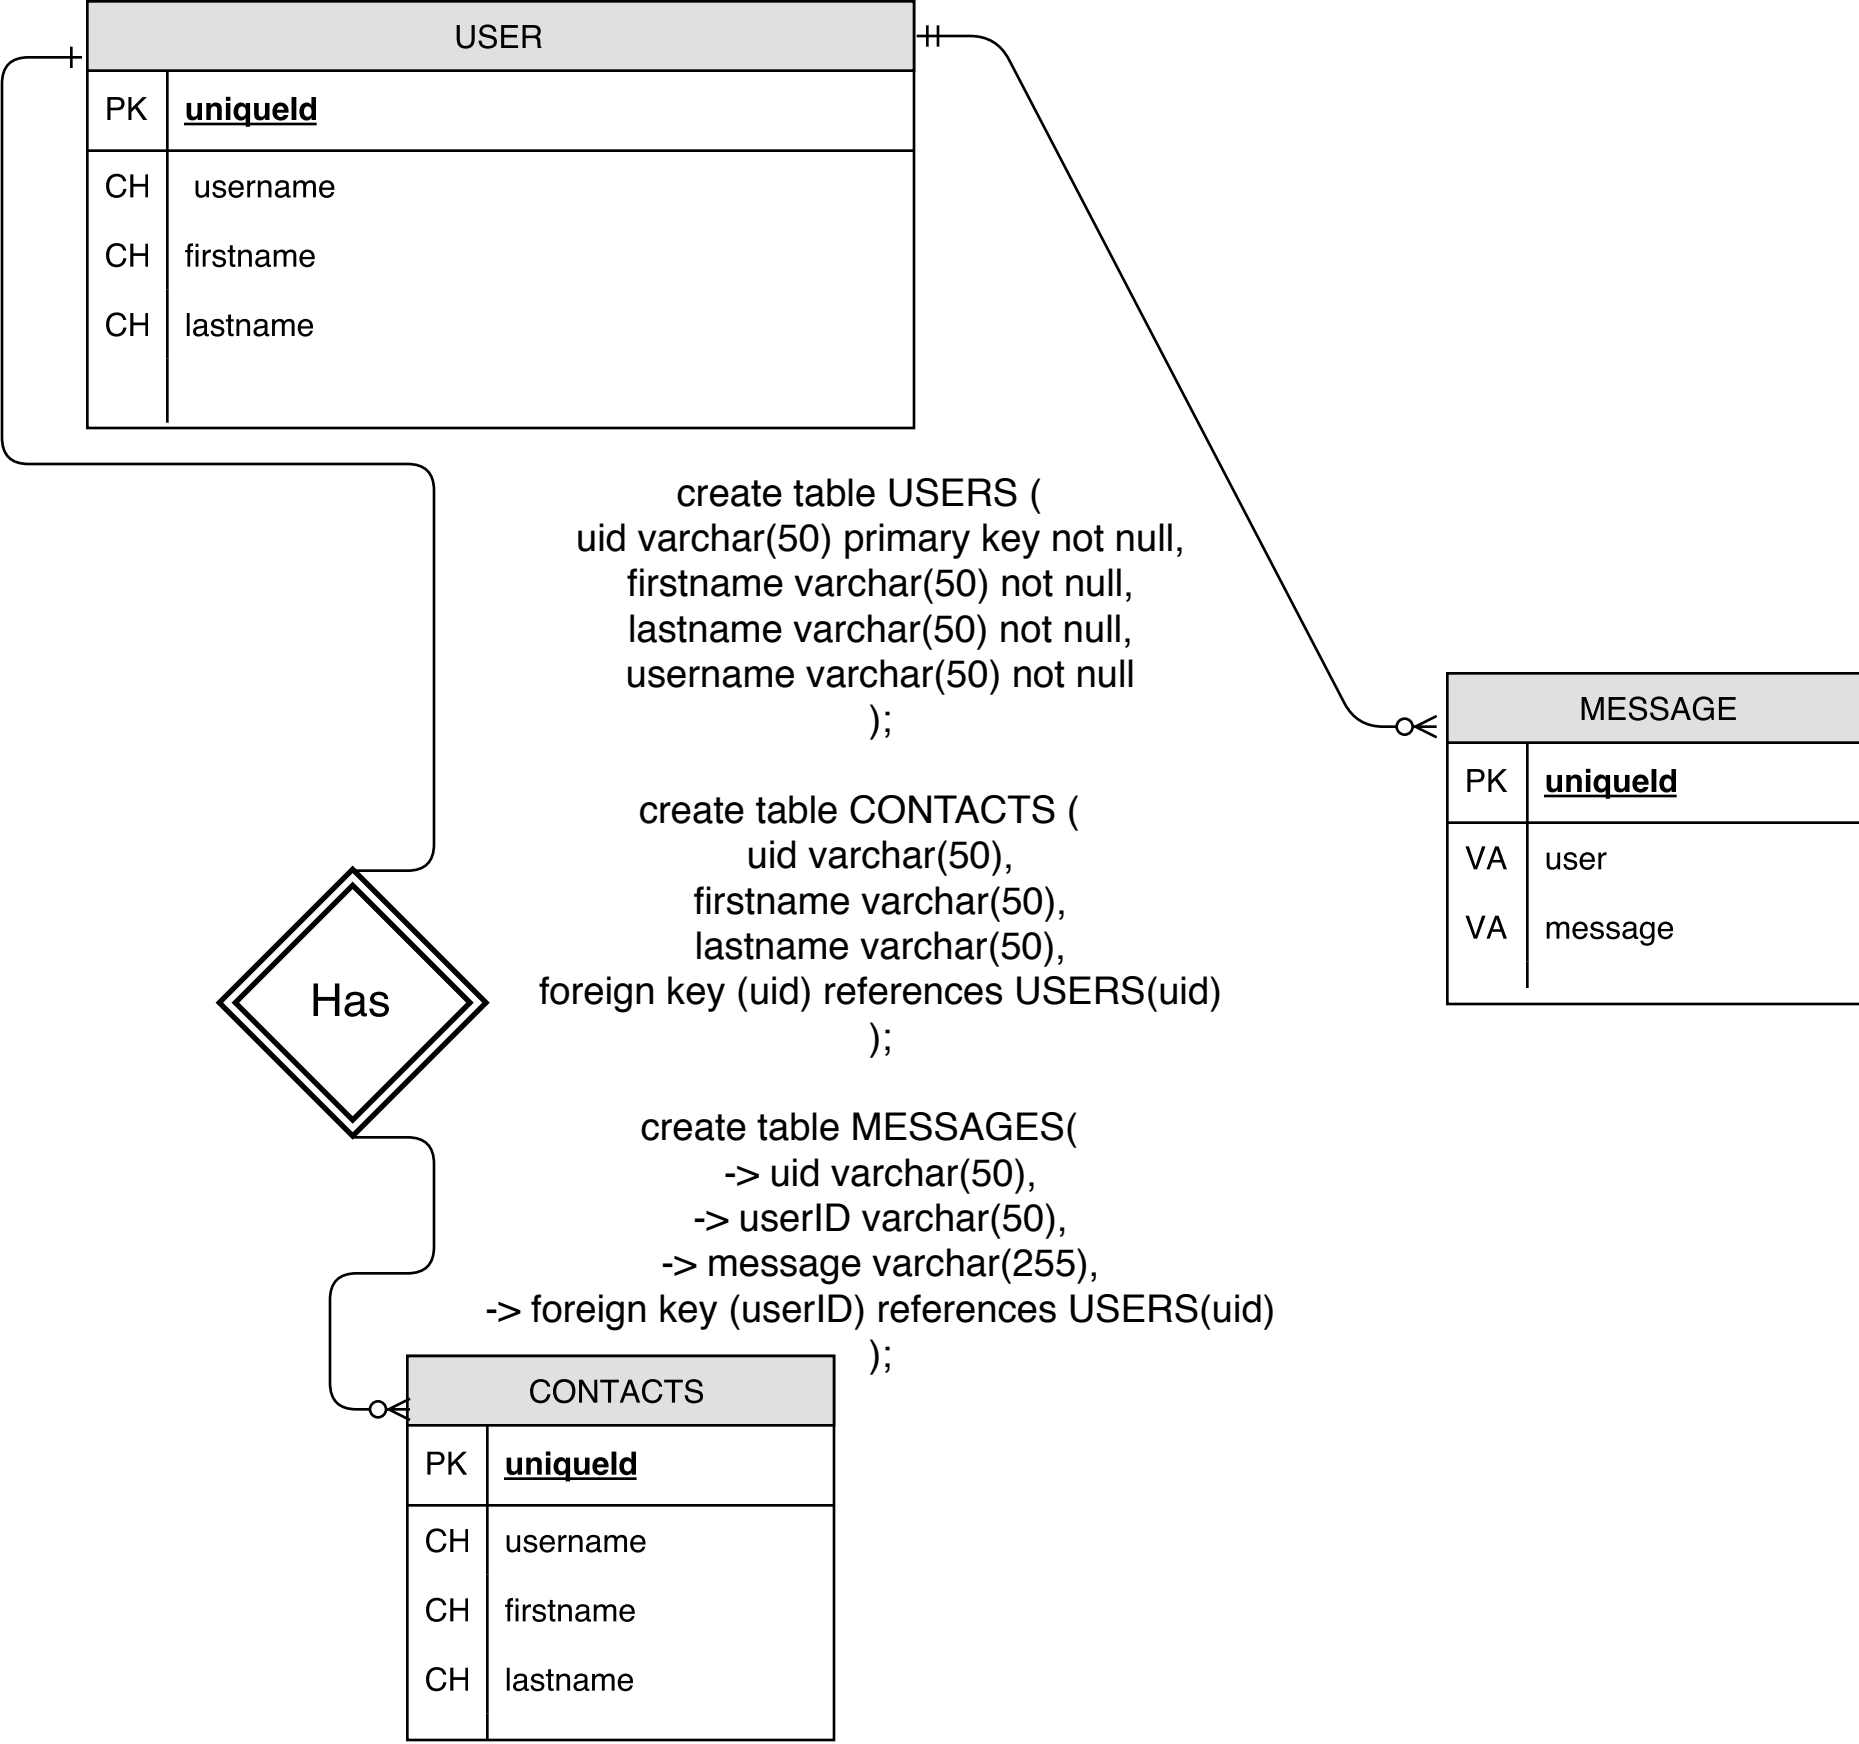 USER
PK uniqueId
CH username
CH firstname
CH lastname
create table USERS (
uid varchar(50) primary key not null,
firstname varchar(50) not null,
lastname varchar(50) not null,
username varchar(50) not null
);
create table CONTACTS (
uid varchar(50),
firstname varchar(50),
lastname varchar(50),
foreign key (uid) references USERS(uid)
);
create table MESSAGES(
-> uid varchar(50),
-> userID varchar(50),
-> message varchar(255),
-> foreign key (userID) references USERS(uid)
);
MESSAGE
PK uniqueId
VA user
VA message
Has
CONTACTS
PK uniqueId
CH username
CH firstname
CH lastname